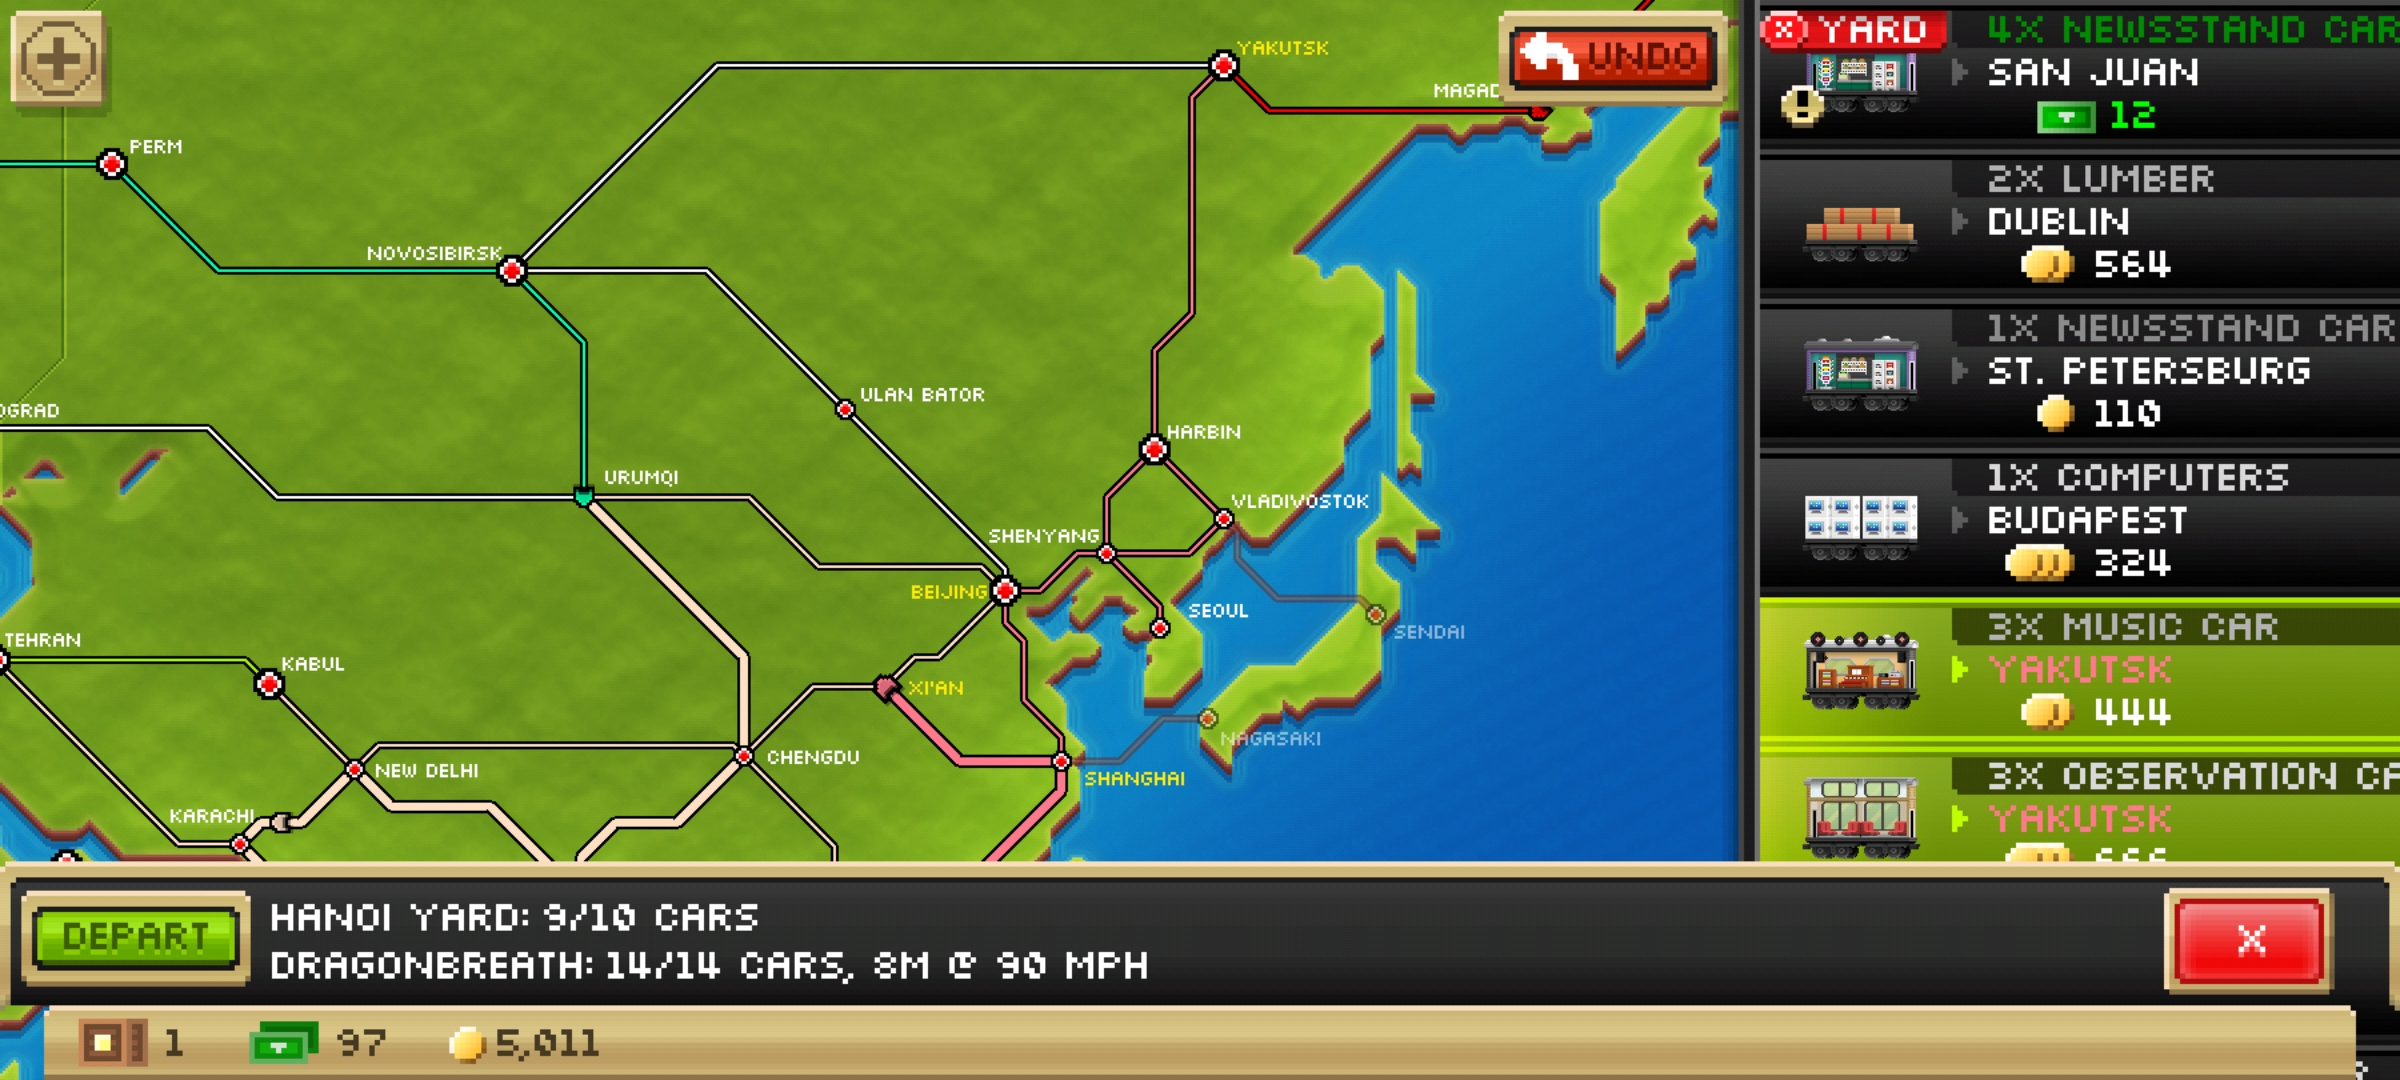 YAKUTSK
UNDO
MAGAD
PERM
NOVOSIBIRSK
ULAN BATOR
OGRAD
HARBIN
URUMQI
VLADIVOSTOK
SHENYANG
BEIJING
SEOUL
SENDAI
TEHRAN
KABUL
XI'AN
NAGASAKI
CHENGDU
NEW DELHI
SHANGHAI
KARACHI
YARD
4X NEWSSTAND CAR
SAN JUAN
12
2X LUMBER
DUBLIN
564
1X NEWSSTAND CAR
ST. PETERSBURG
110
1X COMPUTERS
BUDAPEST
324
3X MUSIC CAR
YAKUTSK
444
3X OBSERVATION CA
YAKUTSK
666
DEPART
HANOI YARD: 9/10 CARS
DRAGONBREATH: 14/14 CARS, 8M @ 90 MPH
X
1
97
5,011